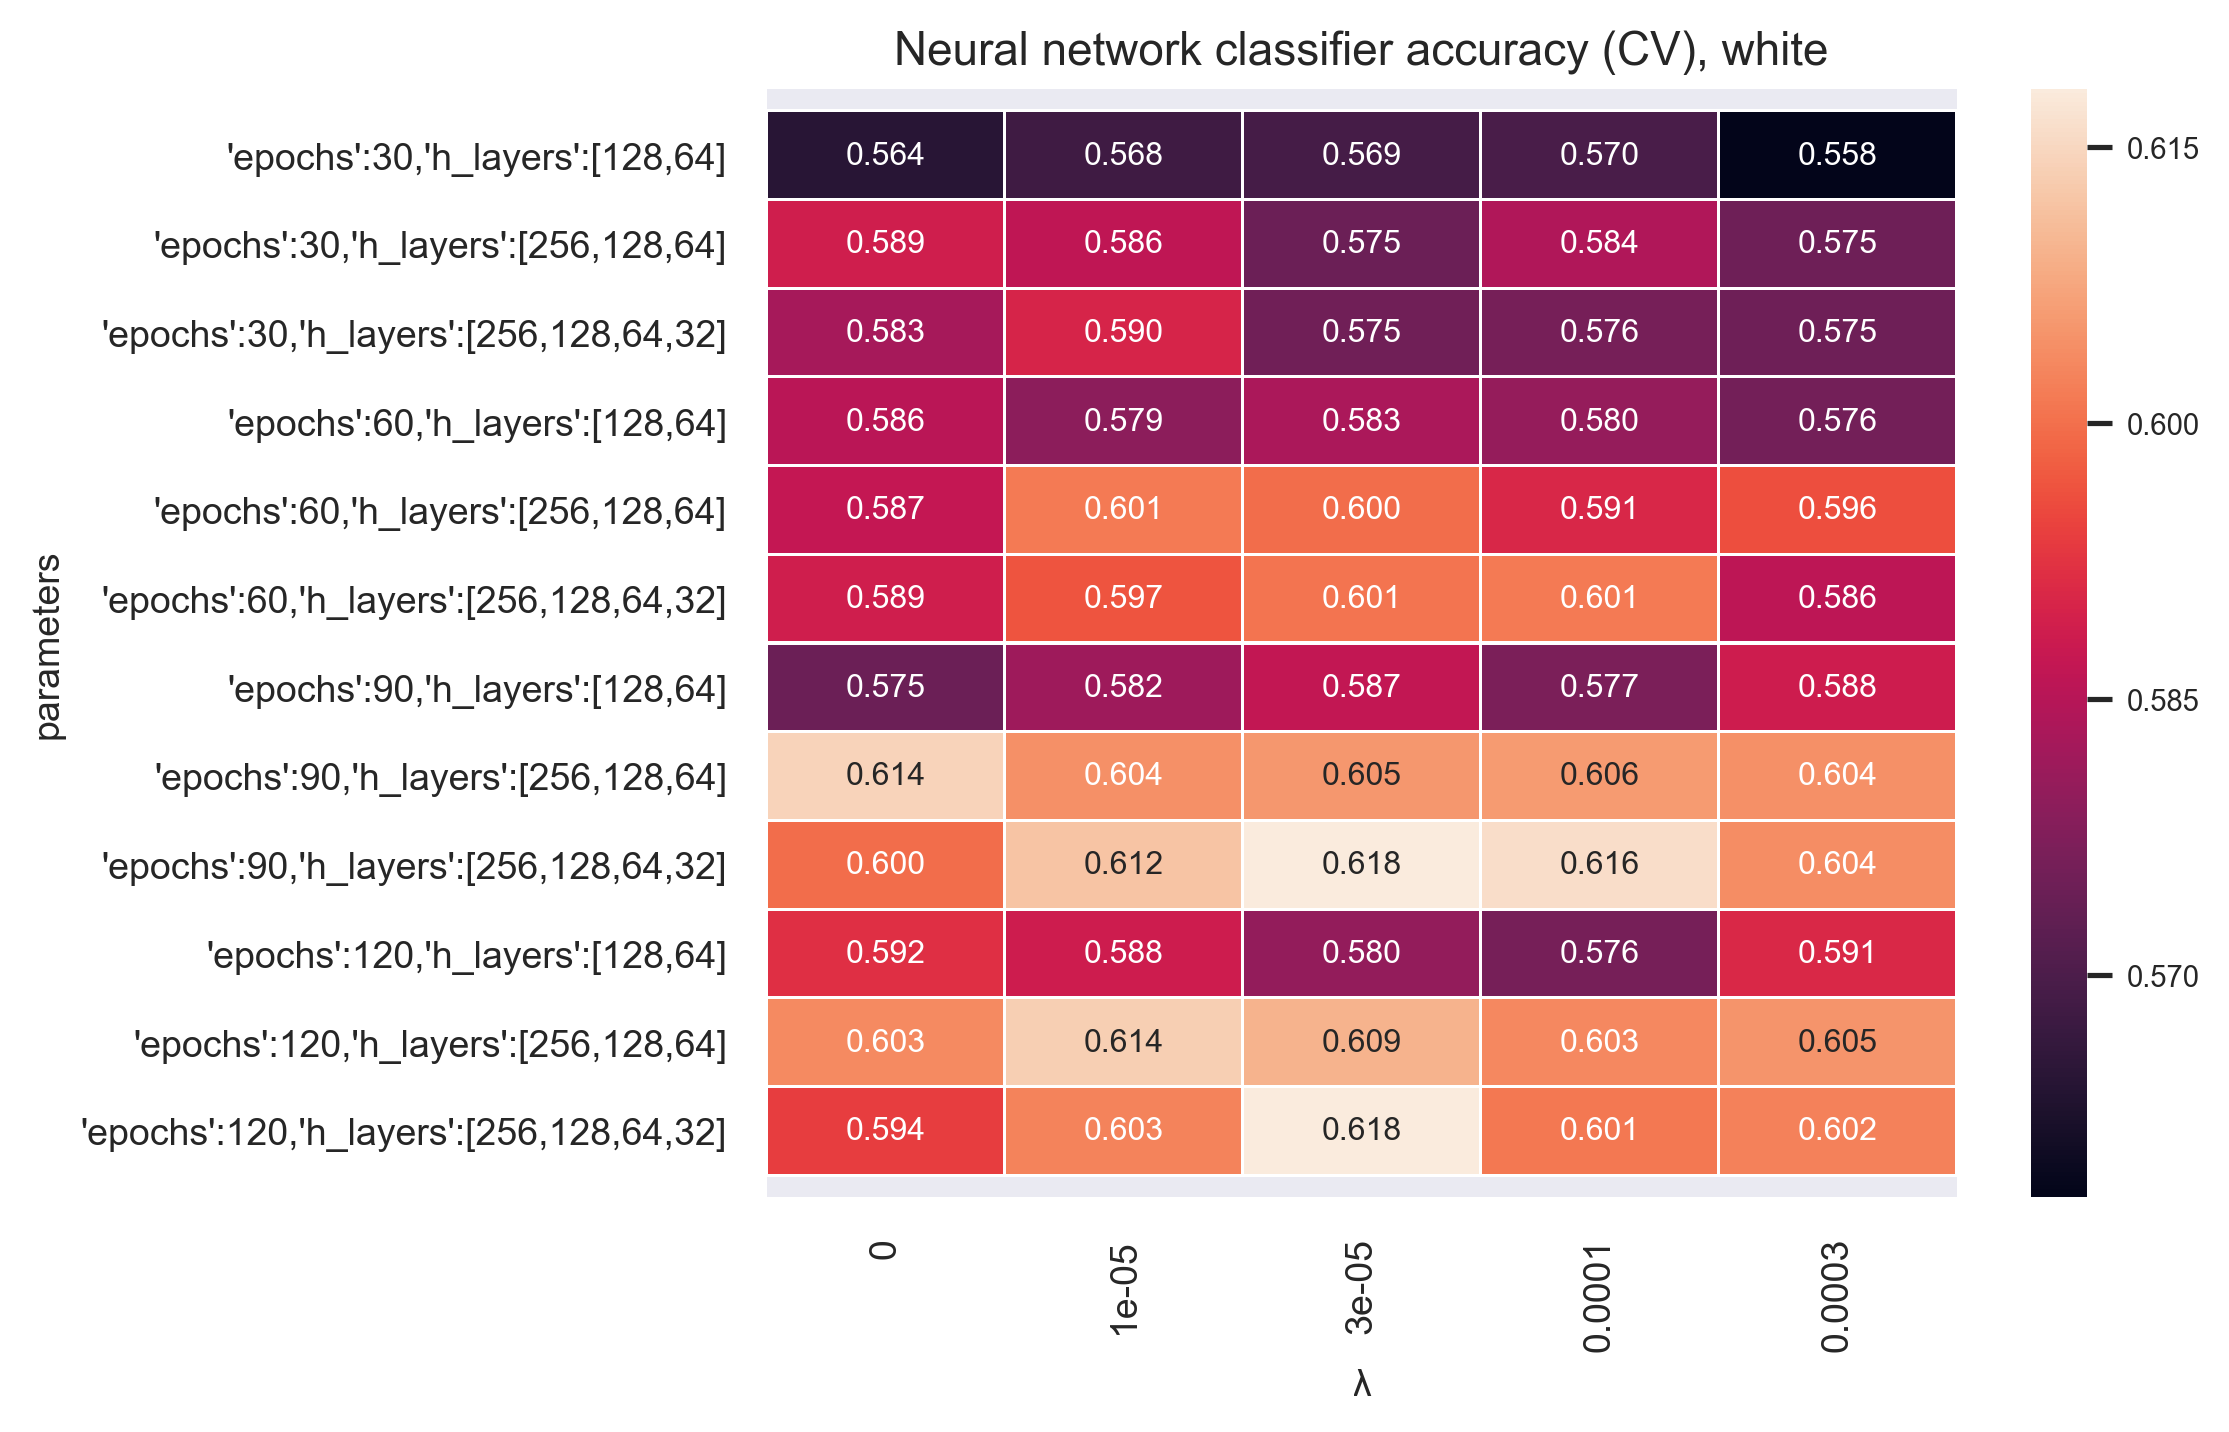 Neural network classifier accuracy (CV), white
parameters
'epochs':30,'h_layers':[128,64] 0.564 0.568 0.569 0.570 0.558
'epochs':30,'h_layers':[256,128,64] 0.589 0.586 0.575 0.584 0.575
'epochs':30,'h_layers':[256,128,64,32] 0.583 0.590 0.575 0.576 0.575
'epochs':60,'h_layers':[128,64] 0.586 0.579 0.583 0.580 0.576
'epochs':60,'h_layers':[256,128,64] 0.587 0.601 0.600 0.591 0.596
'epochs':60,'h_layers':[256,128,64,32] 0.589 0.597 0.601 0.601 0.586
'epochs':90,'h_layers':[128,64] 0.575 0.582 0.587 0.577 0.588
'epochs':90,'h_layers':[256,128,64] 0.614 0.604 0.605 0.606 0.604
'epochs':90,'h_layers':[256,128,64,32] 0.600 0.612 0.618 0.616 0.604
'epochs':120,'h_layers':[128,64] 0.592 0.588 0.580 0.576 0.591
'epochs':120,'h_layers':[256,128,64] 0.603 0.614 0.609 0.603 0.605
'epochs':120,'h_layers':[256,128,64,32] 0.594 0.603 0.618 0.601 0.602
0 1e-05 3e-05 0.0001 0.0003
λ
0.615
0.600
0.585
0.570